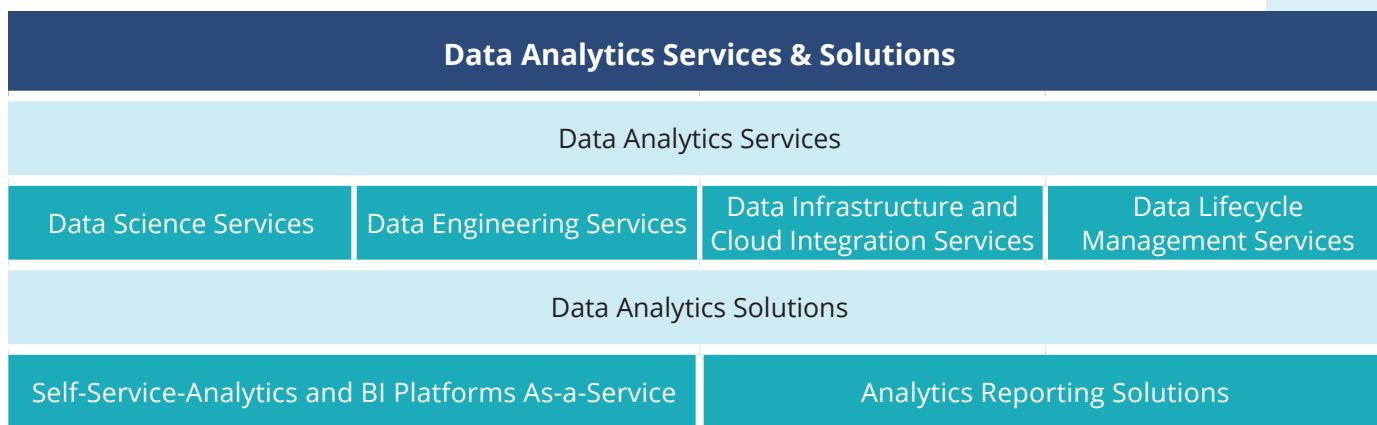 Data Analytics Services & Solutions
Data Analytics Services
Data Science Services
Data Engineering Services
Data Infrastructure and
Cloud Integration Services
Data Lifecycle
Management Services
Data Analytics Solutions
Self-Service-Analytics and BI Platforms As-a-Service
Analytics Reporting Solutions